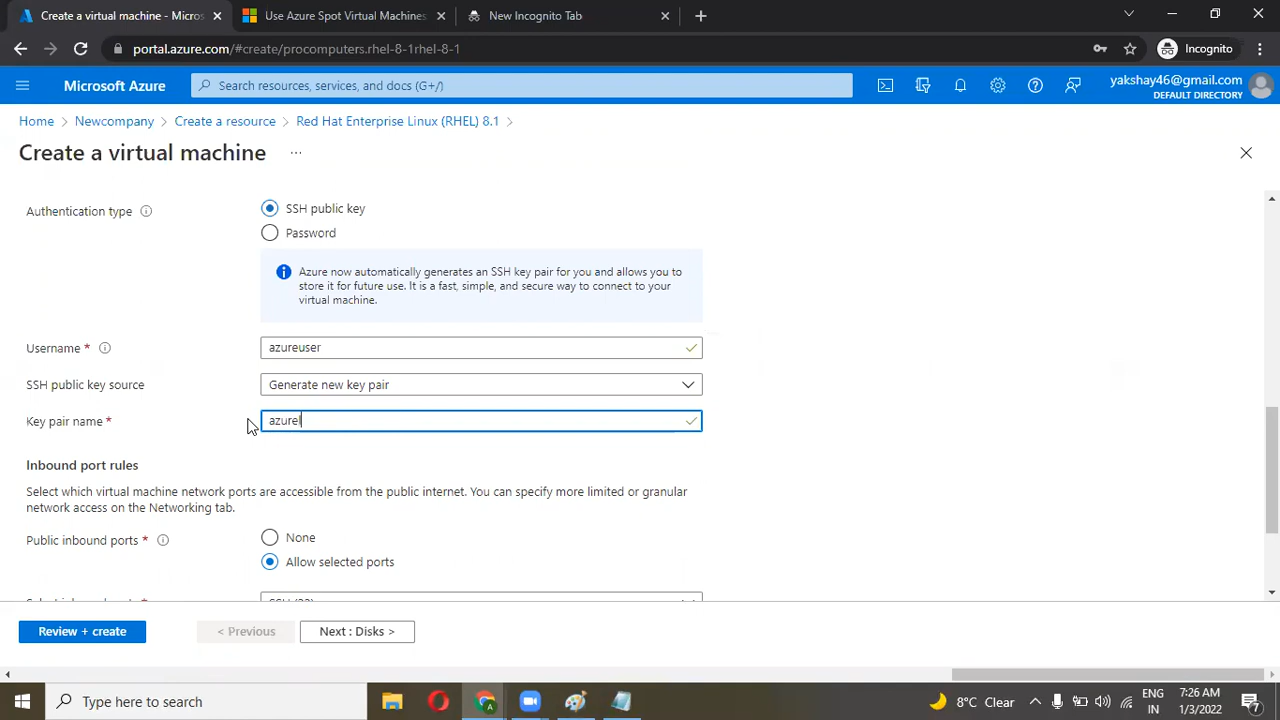 Create a virtual machine - Micros
Use Azure Spot Virtual Machines
New Incognito Tab
portal.azure.com/#create/procomputers.rhel-8-1rhel-8-1
Incognito
Microsoft Azure
Search resources, services, and docs (G+/)
yakshay46@gmail.com
DEFAULT DIRECTORY
Home > Newcompany > Create a resource > Red Hat Enterprise Linux (RHEL) 8.1 >
Create a virtual machine ...
Authentication type
SSH public key
Password
Azure now automatically generates an SSH key pair for you and allows you to
store it for future use. It is a fast, simple, and secure way to connect to your
virtual machine.
Username *
azureuser
SSH public key source
Generate new key pair
Key pair name *
azurel
Inbound port rules
Select which virtual machine network ports are accessible from the public internet. You can specify more limited or granular
network access on the Networking tab.
Public inbound ports *
None
Allow selected ports
SSH (22)
Review + create
< Previous
Next : Disks >
Type here to search
8°C Clear
ENG
IN
7:26 AM
1/3/2022
7